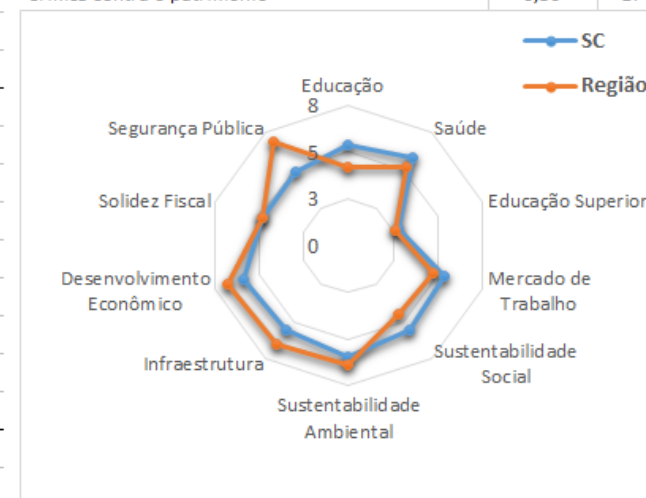 SC
Região
Educação
8
Segurança Pública
Saúde
5
Solidez Fiscal
3
Educação Superior
0
Desenvolvimento
Econômico
Mercado de
Trabalho
Infraestrutura
Sustentabilidade
Social
Sustentabilidade
Ambiental